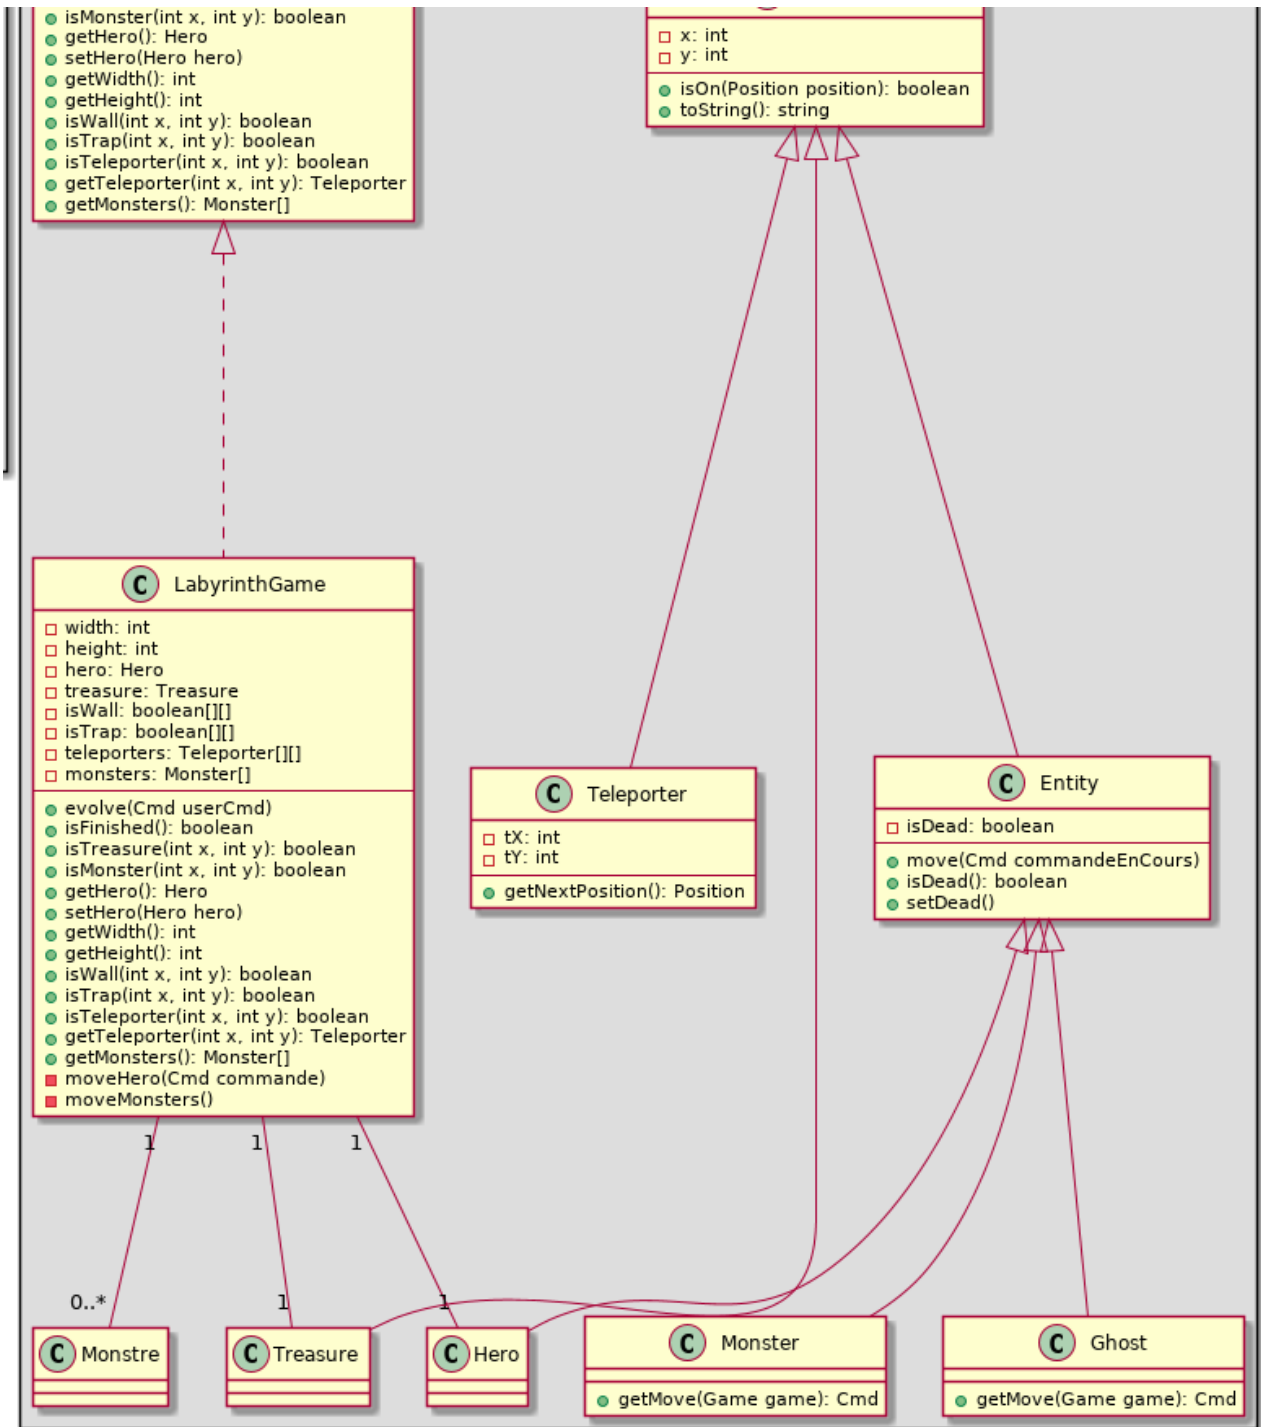 isMonster(int x, int y): boolean
getHero(): Hero
setHero(Hero hero)
getWidth(): int
getHeight(): int
isWall(int x, int y): boolean
isTrap(int x, int y): boolean
isTeleporter(int x, int y): boolean
getTeleporter(int x, int y): Teleporter
getMonsters(): Monster[]
x: int
y: int
isOn(Position position): boolean
toString(): string
C LabyrinthGame
width: int
height: int
hero: Hero
treasure: Treasure
isWall: boolean[][]
isTrap: boolean[][]
teleporters: Teleporter[][]
monsters: Monster[]
evolve(Cmd userCmd)
isFinished(): boolean
isTreasure(int x, int y): boolean
isMonster(int x, int y): boolean
getHero(): Hero
setHero(Hero hero)
getWidth(): int
getHeight(): int
isWall(int x, int y): boolean
isTrap(int x, int y): boolean
isTeleporter(int x, int y): boolean
getTeleporter(int x, int y): Teleporter
getMonsters(): Monster[]
moveHero(Cmd commande)
moveMonsters()
C Teleporter
tX: int
tY: int
getNextPosition(): Position
C Entity
isDead: boolean
move(Cmd commandeEnCours)
isDead(): boolean
setDead()
1 1 1
0..* 1 1
C Monstre
C Treasure
C Hero
C Monster
getMove(Game game): Cmd
C Ghost
getMove(Game game): Cmd